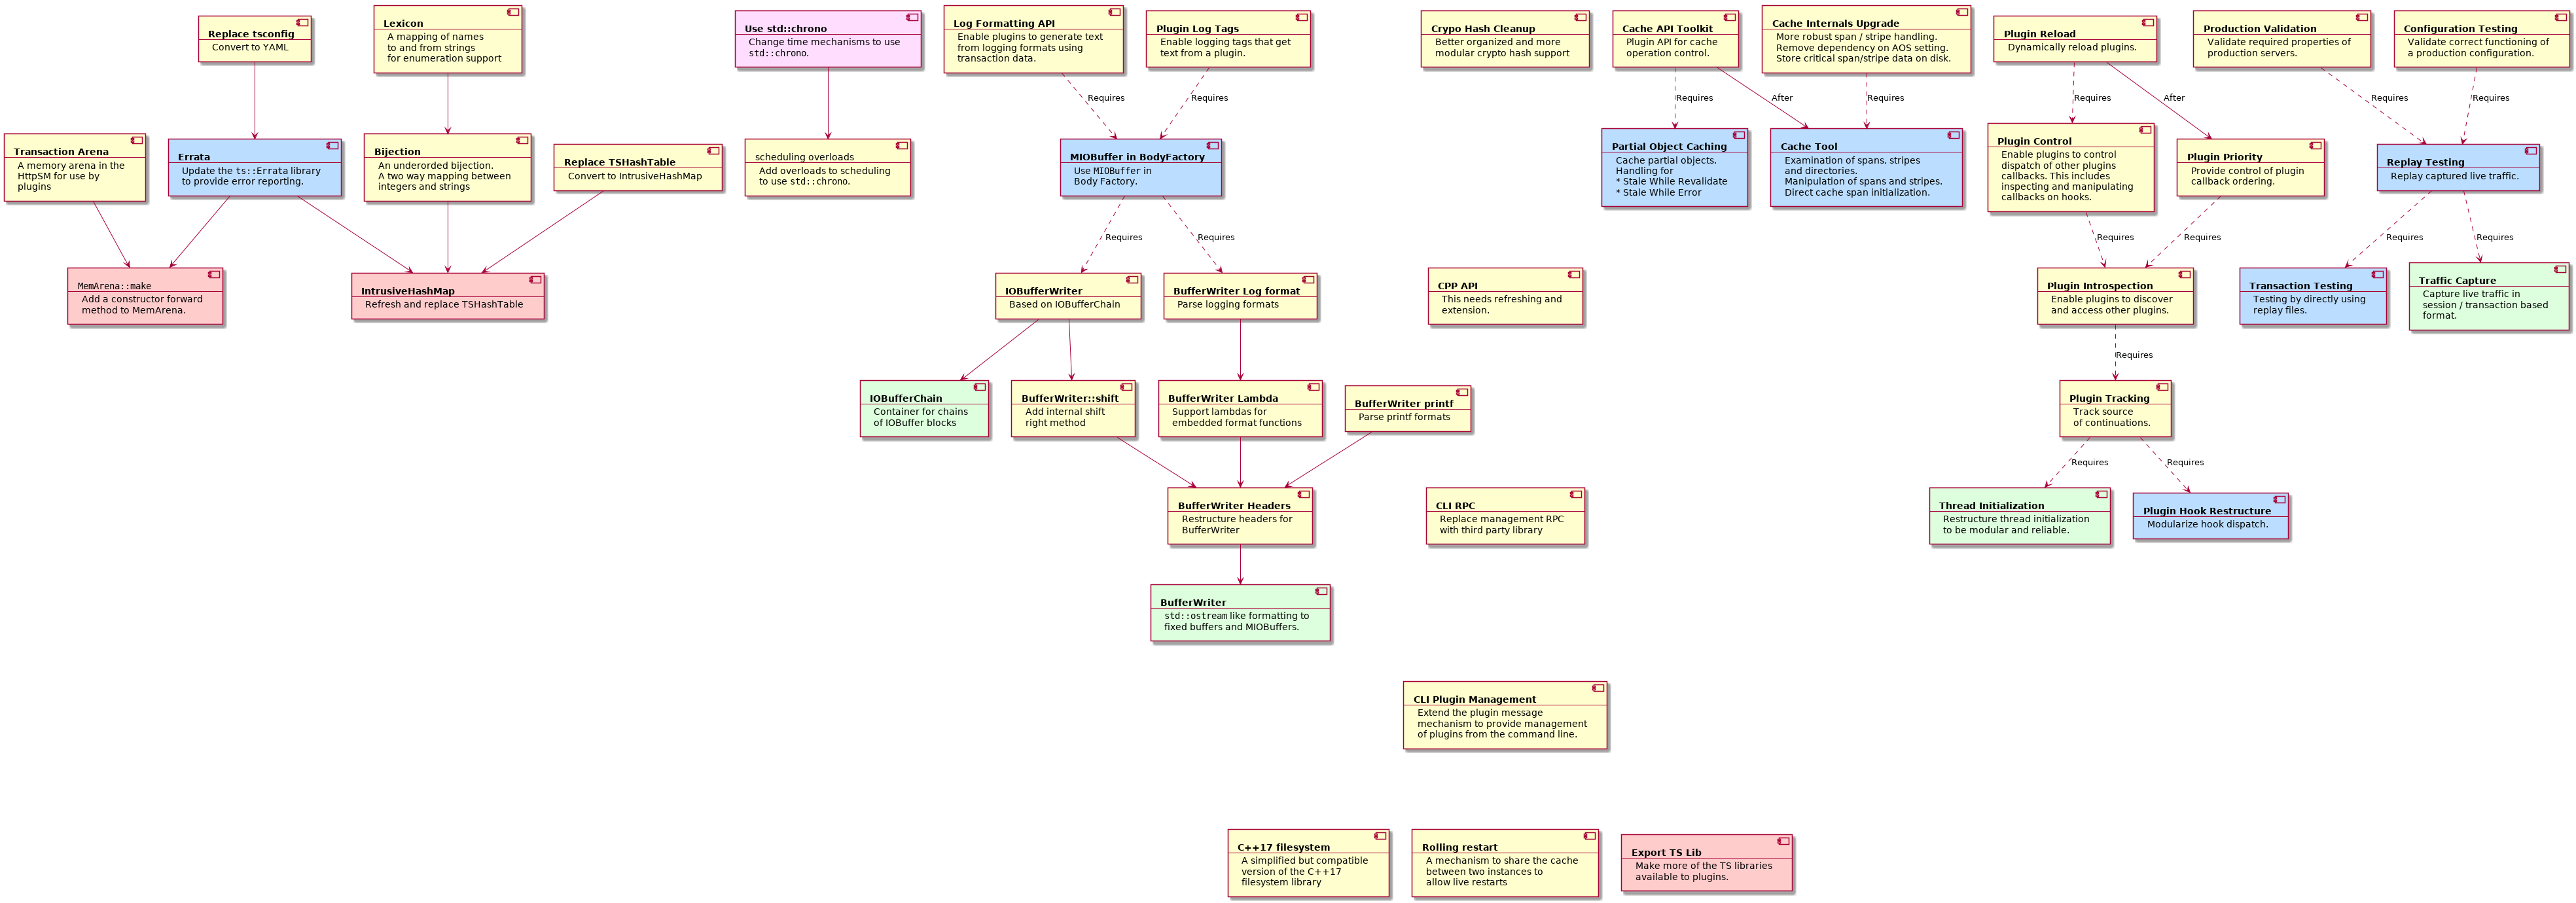 Replace tsconfig
Convert to YAML
Lexicon
A mapping of names
to and from strings
for enumeration support
Use std::chrono
Change time mechanisms to use
std::chrono.
Log Formatting API
Enable plugins to generate text
from logging formats using
transaction data.
Plugin Log Tags
Enable logging tags that get
text from a plugin.
Crypo Hash Cleanup
Better organized and more
modular crypto hash support
Cache API Toolkit
Plugin API for cache
operation control.
Cache Internals Upgrade
More robust span / stripe handling.
Remove dependency on AOS setting.
Store critical span/stripe data on disk.
Plugin Reload
Dynamically reload plugins.
Production Validation
Validate required properties of
production servers.
Configuration Testing
Validate correct functioning of
a production configuration.
Requires
Requires
Requires
After
Requires
Requires
After
Requires
Requires
Transaction Arena
A memory arena in the
HttpSM for use by
plugins
Errata
Update the ts::Errata library
to provide error reporting.
Bijection
An underorded bijection.
A two way mapping between
integers and strings
Replace TSHashTable
Convert to IntrusiveHashMap
scheduling overloads
Add overloads to scheduling
to use std::chrono.
MIOBuffer in BodyFactory
Use MIOBuffer in
Body Factory.
Partial Object Caching
Cache partial objects.
Handling for
* Stale While Revalidate
* Stale While Error
Cache Tool
Examination of spans, stripes
and directories.
Manipulation of spans and stripes.
Direct cache span initialization.
Plugin Control
Enable plugins to control
dispatch of other plugins
callbacks. This includes
inspecting and manipulating
callbacks on hooks.
Plugin Priority
Provide control of plugin
callback ordering.
Replay Testing
Replay captured live traffic.
Requires
Requires
Requires
Requires
Requires
Requires
MemArena::make
Add a constructor forward
method to MemArena.
IntrusiveHashMap
Refresh and replace TSHashTable
IOBufferWriter
Based on IOBufferChain
BufferWriter Log format
Parse logging formats
CPP API
This needs refreshing and
extension.
Plugin Introspection
Enable plugins to discover
and access other plugins.
Transaction Testing
Testing by directly using
replay files.
Traffic Capture
Capture live traffic in
session / transaction based
format.
Requires
IOBufferChain
Container for chains
of IOBuffer blocks
BufferWriter::shift
Add internal shift
right method
BufferWriter Lambda
Support lambdas for
embedded format functions
BufferWriter printf
Parse printf formats
Plugin Tracking
Track source
of continuations.
Requires
Requires
BufferWriter Headers
Restructure headers for
BufferWriter
CLI RPC
Replace management RPC
with third party library
Thread Initialization
Restructure thread initialization
to be modular and reliable.
Plugin Hook Restructure
Modularize hook dispatch.
BufferWriter
std::ostream like formatting to
fixed buffers and MIOBuffers.
CLI Plugin Management
Extend the plugin message
mechanism to provide management
of plugins from the command line.
C++17 filesystem
A simplified but compatible
version of the C++17
filesystem library
Rolling restart
A mechanism to share the cache
between two instances to
allow live restarts
Export TS Lib
Make more of the TS libraries
available to plugins.